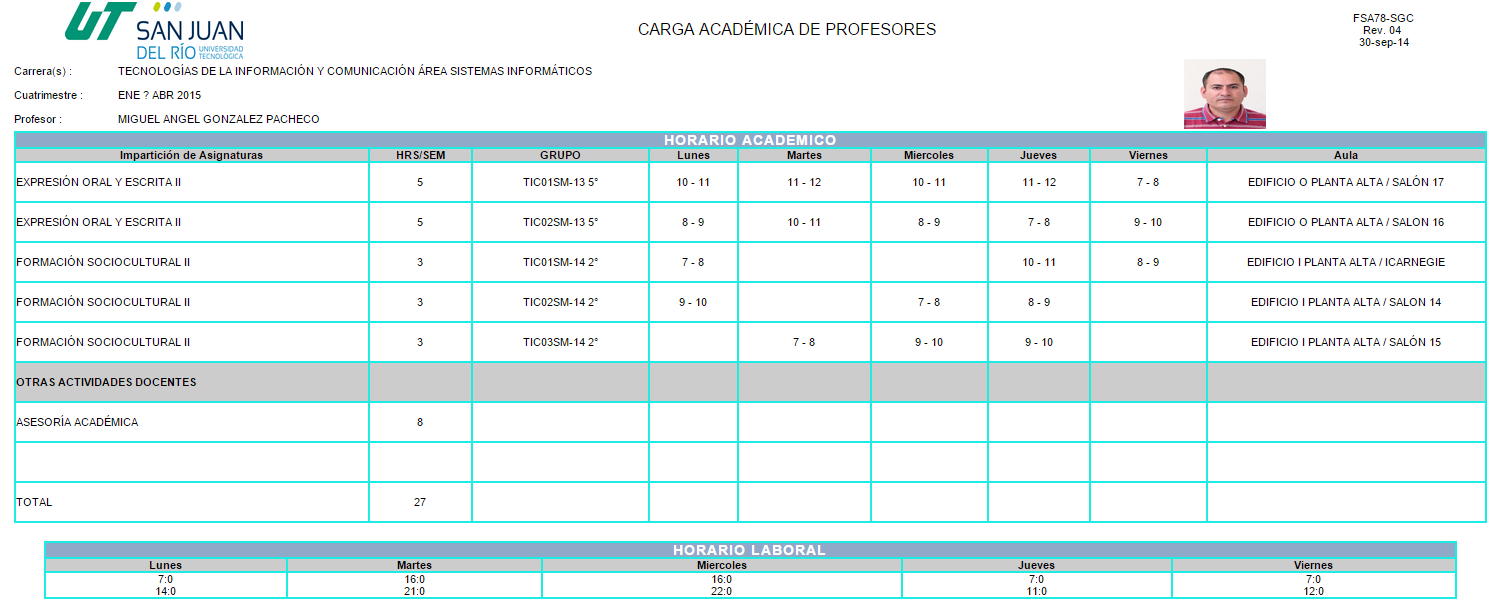 UT SAN JUAN
DEL RÍO UNIVERSIDAD TECNOLÓGICA
CARGA ACADÉMICA DE PROFESORES
FSA78-SGC
Rev. 04
30-sep-14
Carrera(s) : TECNOLOGÍAS DE LA INFORMACIÓN Y COMUNICACIÓN ÁREA SISTEMAS INFORMÁTICOS
Cuatrimestre : ENE ? ABR 2015
Profesor : MIGUEL ANGEL GONZALEZ PACHECO
HORARIO ACADEMICO
Impartición de Asignaturas HRS/SEM GRUPO Lunes Martes Miercoles Jueves Viernes Aula
EXPRESIÓN ORAL Y ESCRITA II 5 TIC01SM-13 5° 10 - 11 11 - 12 10 - 11 11 - 12 7 - 8 EDIFICIO O PLANTA ALTA / SALÓN 17
EXPRESIÓN ORAL Y ESCRITA II 5 TIC02SM-13 5° 8 - 9 10 - 11 8 - 9 7 - 8 9 - 10 EDIFICIO O PLANTA ALTA / SALON 16
FORMACIÓN SOCIOCULTURAL II 3 TIC01SM-14 2° 7 - 8 10 - 11 8 - 9 EDIFICIO I PLANTA ALTA / ICARNEGIE
FORMACIÓN SOCIOCULTURAL II 3 TIC02SM-14 2° 9 - 10 7 - 8 8 - 9 EDIFICIO I PLANTA ALTA / SALON 14
FORMACIÓN SOCIOCULTURAL II 3 TIC03SM-14 2° 7 - 8 9 - 10 9 - 10 EDIFICIO I PLANTA ALTA / SALÓN 15
OTRAS ACTIVIDADES DOCENTES
ASESORÍA ACADÉMICA 8
TOTAL 27
HORARIO LABORAL
Lunes Martes Miercoles Jueves Viernes
7:0 16:0 16:0 7:0 7:0
14:0 21:0 22:0 11:0 12:0